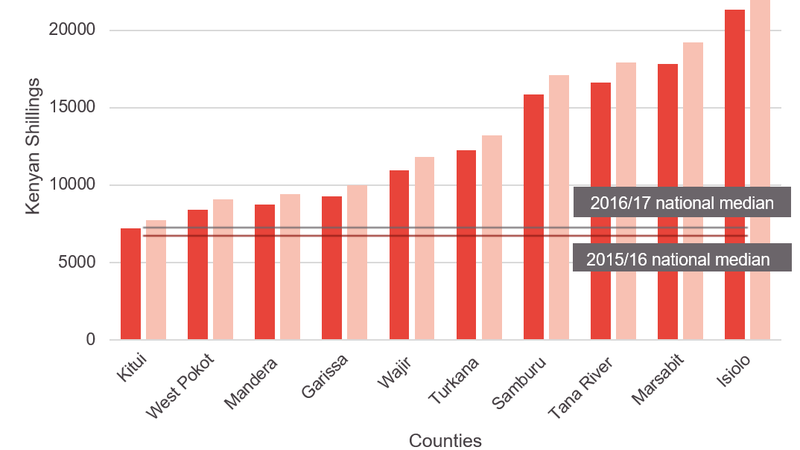 20000
15000
10000
5000
0
Kenyan Shillings
2016/17 national median
2015/16 national median
Kitui
West Pokot
Mandera
Garissa
Wajir
Turkana
Samburu
Tana River
Marsabit
Isiolo
Counties